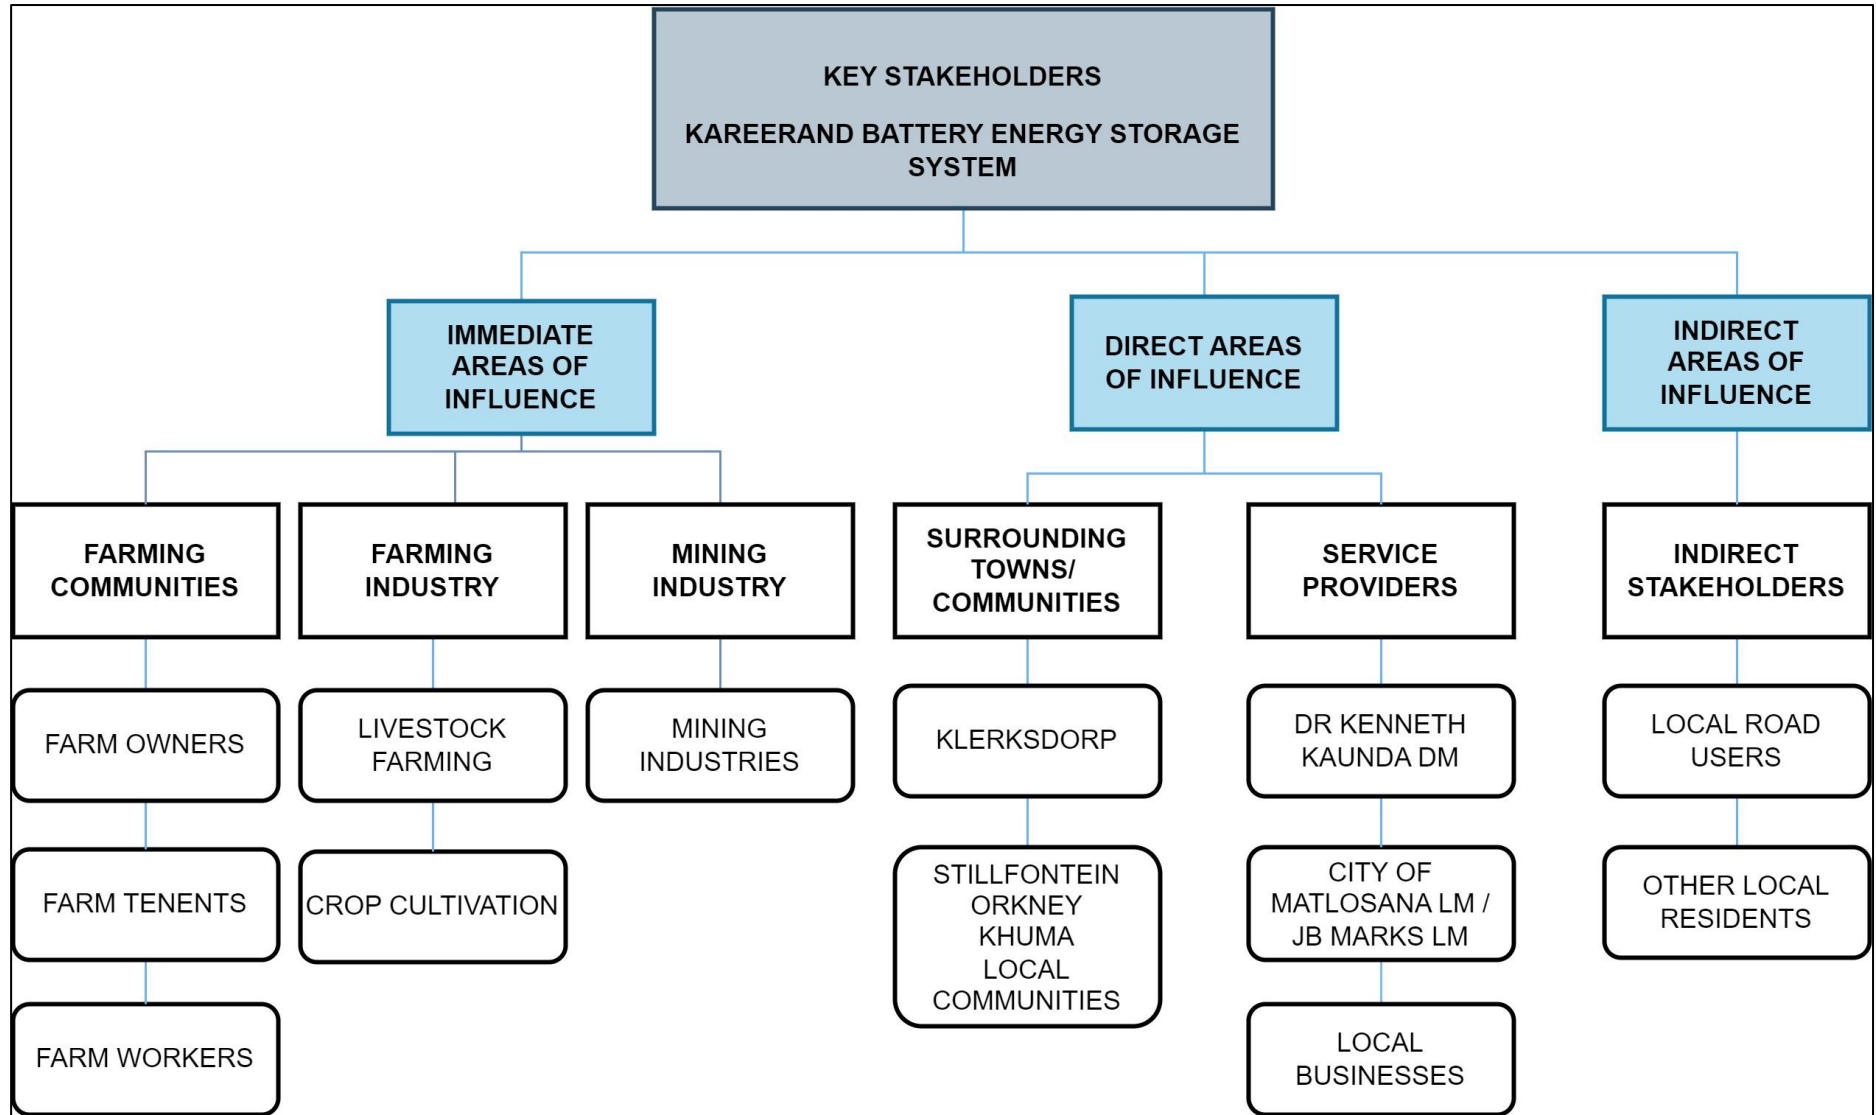 KEY STAKEHOLDERS
KAREERAND BATTERY ENERGY STORAGE
SYSTEM
IMMEDIATE
AREAS OF
INFLUENCE
DIRECT AREAS
OF INFLUENCE
INDIRECT
AREAS OF
INFLUENCE
FARMING
COMMUNITIES
FARMING
INDUSTRY
MINING
INDUSTRY
SURROUNDING
TOWNS/
COMMUNITIES
SERVICE
PROVIDERS
INDIRECT
STAKEHOLDERS
FARM OWNERS
LIVESTOCK
FARMING
MINING
INDUSTRIES
KLERKSDORP
DR KENNETH
KAUNDA DM
LOCAL ROAD
USERS
FARM TENENTS
CROP CULTIVATION
STILLFONTEIN
ORKNEY
KHUMA
LOCAL
COMMUNITIES
CITY OF
MATLOSANA LM /
JB MARKS LM
OTHER LOCAL
RESIDENTS
FARM WORKERS
LOCAL
BUSINESSES